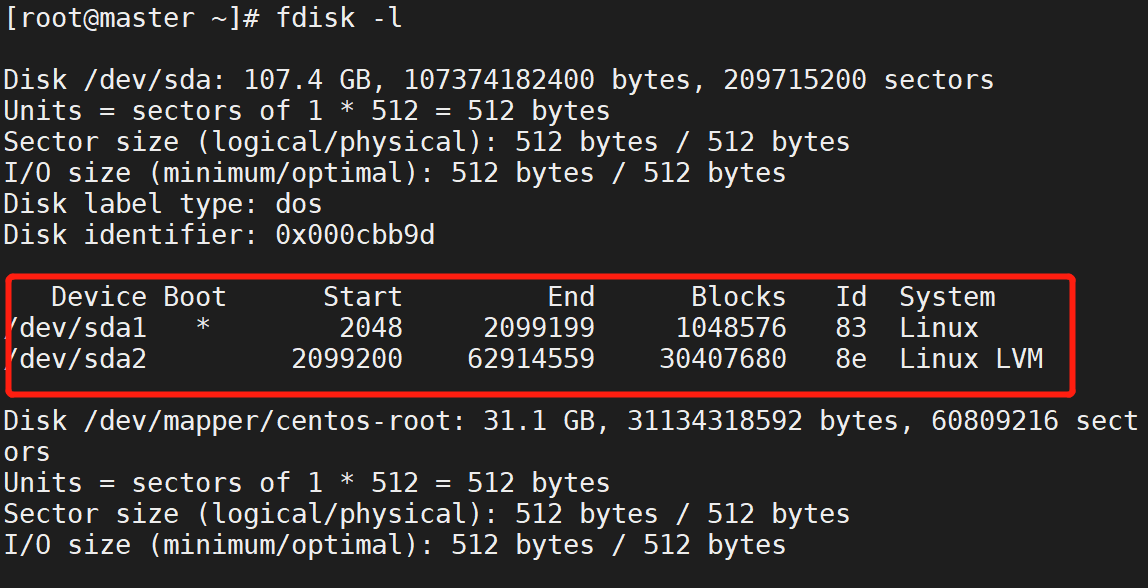 [root@master ~]# fdisk -l
Disk /dev/sda: 107.4 GB, 107374182400 bytes, 209715200 sectors
Units = sectors of 1 * 512 = 512 bytes
Sector size (logical/physical): 512 bytes / 512 bytes
I/O size (minimum/optimal): 512 bytes / 512 bytes
Disk label type: dos
Disk identifier: 0x000cbb9d
   Device Boot      Start         End      Blocks   Id  System
/dev/sda1   *        2048     2099199     1048576   83  Linux
/dev/sda2         2099200    62914559    30407680   8e  Linux LVM
Disk /dev/mapper/centos-root: 31.1 GB, 31134318592 bytes, 60809216 sect
ors
Units = sectors of 1 * 512 = 512 bytes
Sector size (logical/physical): 512 bytes / 512 bytes
I/O size (minimum/optimal): 512 bytes / 512 bytes